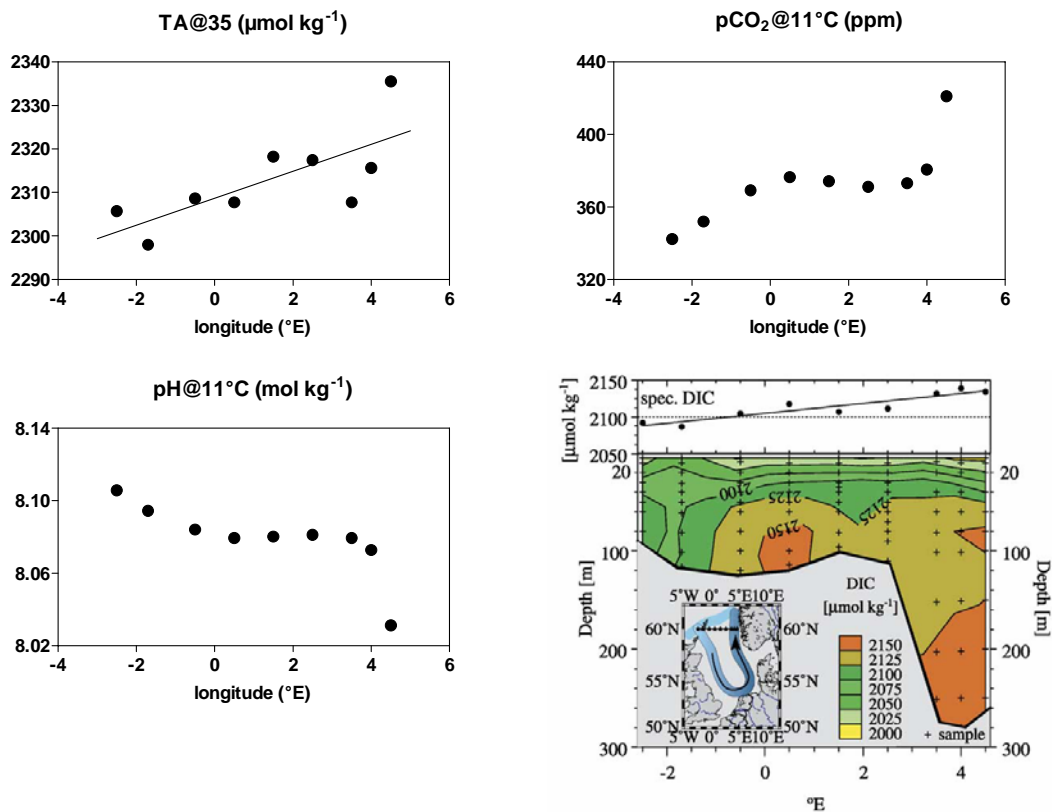 TA@35 (µmol kg⁻¹)
2340
2330
2320
2310
2300
2290
-4 -2 0 2 4 6
longitude (°E)
pCO₂@11°C (ppm)
440
400
360
320
-4 -2 0 2 4 6
longitude (°E)
pH@11°C (mol kg⁻¹)
8.14
8.10
8.06
8.02
-4 -2 0 2 4 6
longitude (°E)
[µmol kg⁻¹]
2150
2100
2050
spec. DIC
20
100
200
300
Depth [m]
2100
2125
2150
2125
20
100
200
300
Depth [m]
5°W 0° 5°E 10°E
60°N 60°N
55°N 55°N
50°N 50°N
5°W 0° 5°E 10°E
DIC
[µmol kg⁻¹]
2150
2125
2100
2075
2050
2025
2000
+ sample
-2 0 2 4
ºE